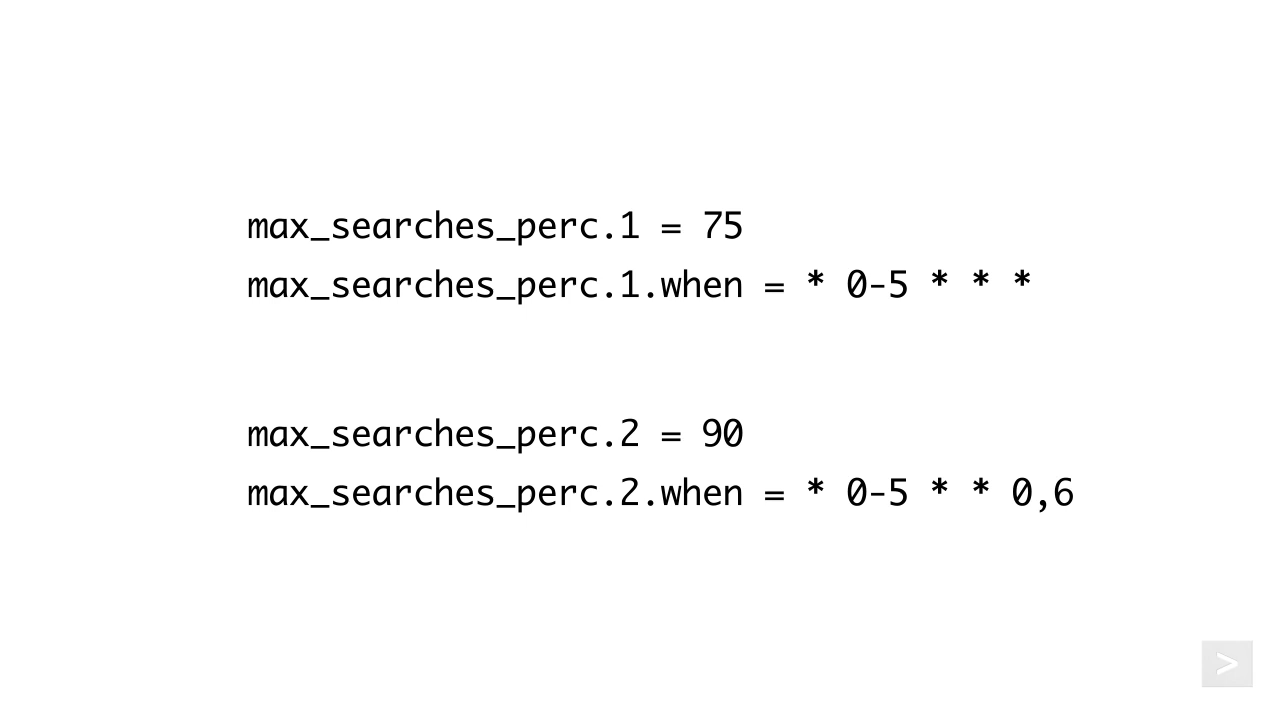 max_searches_perc.1 = 75
max_searches_perc.1.when = * 0-5 * * *
max_searches_perc.2 = 90
max_searches_perc.2.when = * 0-5 * * 0,6
>